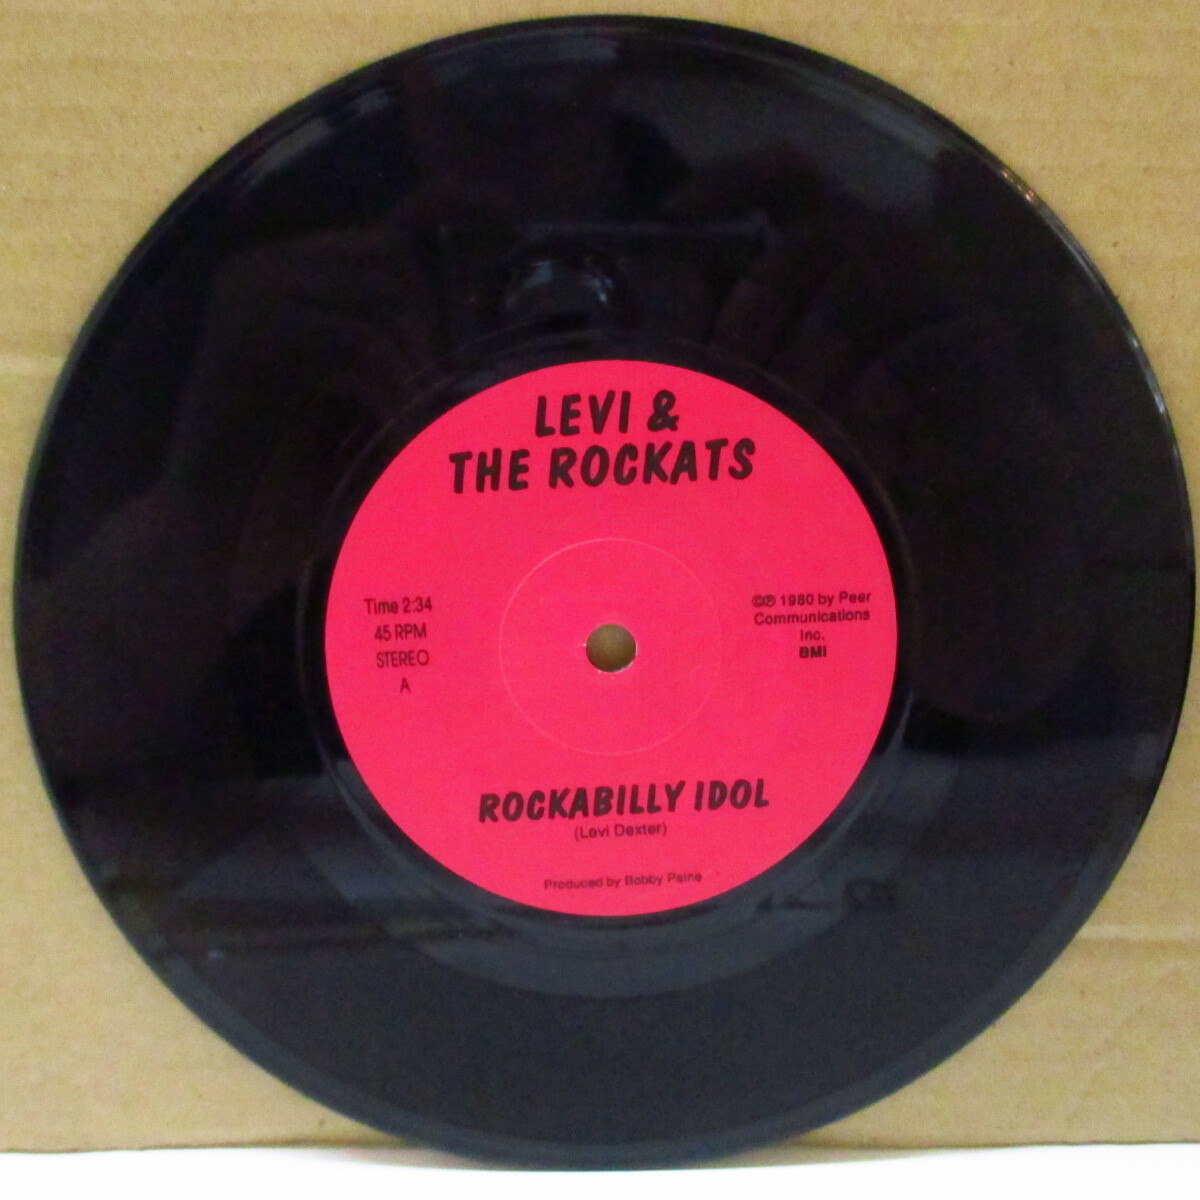 LEVI &
THE ROCKATS
Time 2:34
45 RPM
STEREO
A
©℗ 1980 by Peer
Communications
Inc.
BMI
ROCKABILLY IDOL
(Levi Dexter)
Produced by Bobby Paine